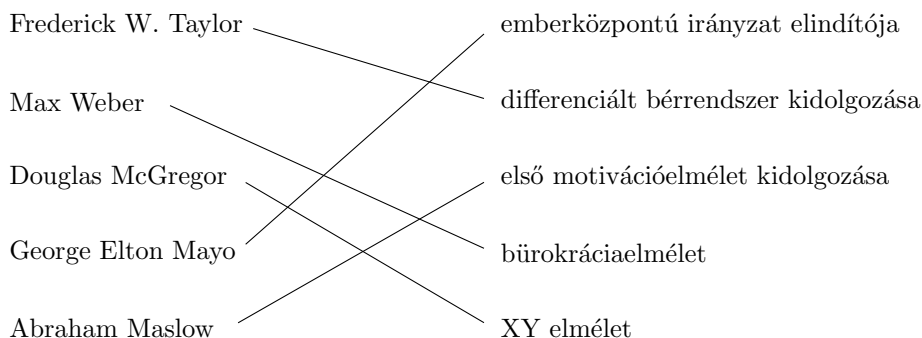 Frederick W. Taylor
emberközpontú irányzat elindítója
Max Weber
differenciált bérrendszer kidolgozása
Douglas McGregor
első motivációelmélet kidolgozása
George Elton Mayo
bürokráciaelmélet
Abraham Maslow
XY elmélet